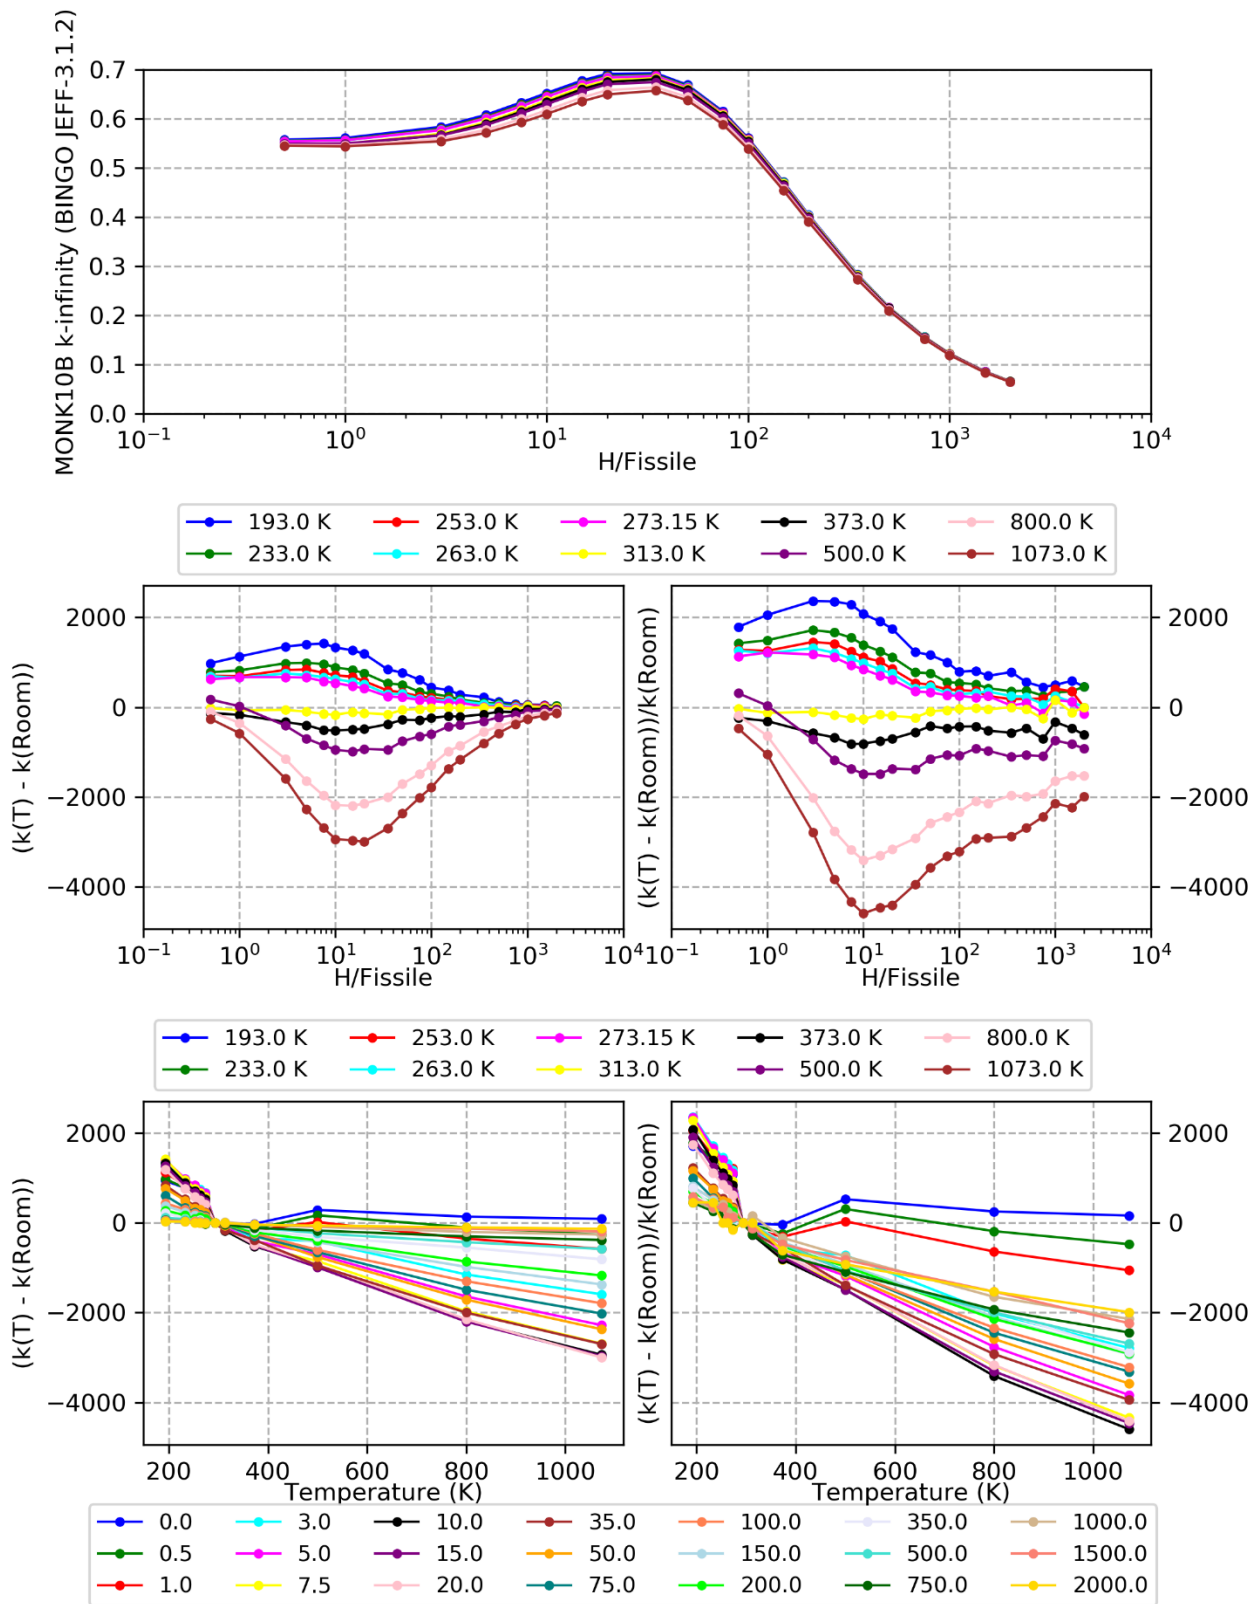 MONK10B k-infinity (BINGO JEFF-3.1.2)
0.7
0.6
0.5
0.4
0.3
0.2
0.1
0.0
10⁻¹ 10⁰ 10¹ 10² 10³ 10⁴
H/Fissile
193.0 K 253.0 K 273.15 K 373.0 K 800.0 K
233.0 K 263.0 K 313.0 K 500.0 K 1073.0 K
(k(T) - k(Room))
2000
0
−2000
−4000
10⁻¹ 10⁰ 10¹ 10² 10³ 10⁴
H/Fissile
(k(T) - k(Room))/k(Room)
2000
0
−2000
−4000
10⁻¹ 10⁰ 10¹ 10² 10³ 10⁴
H/Fissile
193.0 K 253.0 K 273.15 K 373.0 K 800.0 K
233.0 K 263.0 K 313.0 K 500.0 K 1073.0 K
(k(T) - k(Room))
2000
0
−2000
−4000
200 400 600 800 1000
Temperature (K)
(k(T) - k(Room))/k(Room)
2000
0
−2000
−4000
200 400 600 800 1000
Temperature (K)
0.0 3.0 10.0 35.0 100.0 350.0 1000.0
0.5 5.0 15.0 50.0 150.0 500.0 1500.0
1.0 7.5 20.0 75.0 200.0 750.0 2000.0